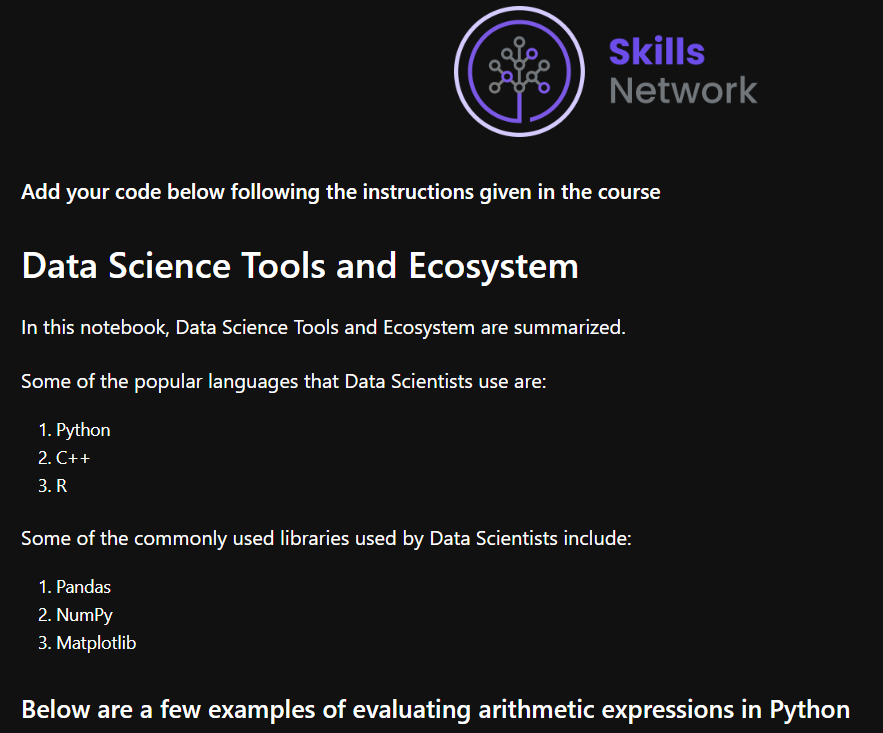 Skills
Network
Add your code below following the instructions given in the course
Data Science Tools and Ecosystem
In this notebook, Data Science Tools and Ecosystem are summarized.
Some of the popular languages that Data Scientists use are:
1. Python
2. C++
3. R
Some of the commonly used libraries used by Data Scientists include:
1. Pandas
2. NumPy
3. Matplotlib
Below are a few examples of evaluating arithmetic expressions in Python